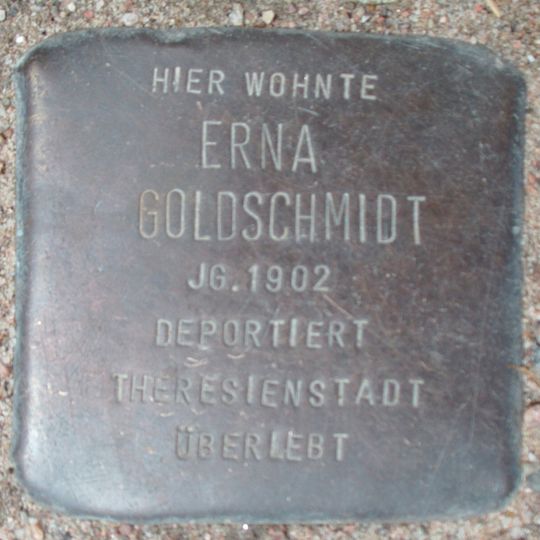 HIER WOHNTE
ERNA
GOLDSCHMIDT
JG.1902
DEPORTIERT
THERESIENSTADT
ÜBERLEBT